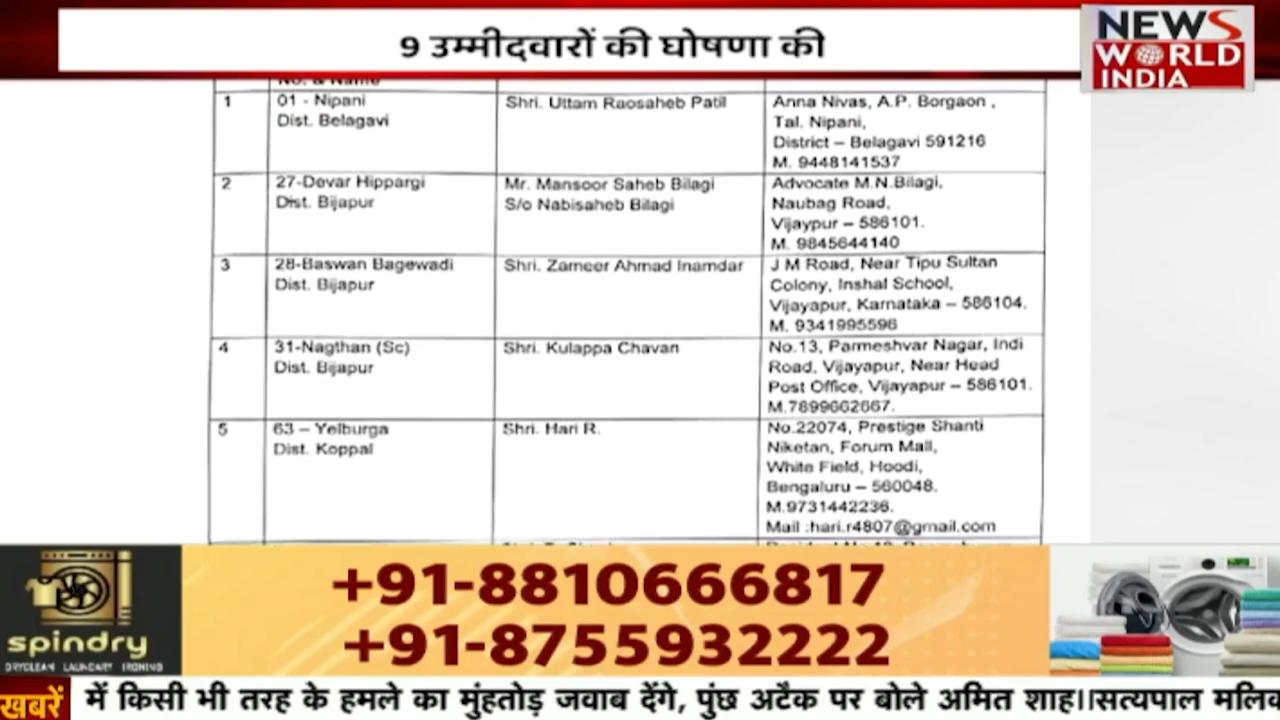 9 उम्मीदवारों की घोषणा की
NEWS
WORLD
INDIA
No. & Name
1
01 - Nipani
Dist. Belagavi
Shri. Uttam Raosaheb Patil
Anna Nivas, A.P. Borgaon ,
Tal. Nipani,
District – Belagavi 591216
M. 9448141537
2
27-Devar Hippargi
Dist. Bijapur
Mr. Mansoor Saheb Bilagi
S/o Nabisaheb Bilagi
Advocate M.N.Bilagi,
Naubag Road,
Vijaypur – 586101.
M. 9845644140
3
28-Baswan Bagewadi
Dist. Bijapur
Shri. Zameer Ahmad Inamdar
J M Road, Near Tipu Sultan
Colony, Inshal School,
Vijayapur, Karnataka – 586104.
M. 9341995596
4
31-Nagthan (Sc)
Dist. Bijapur
Shri. Kulappa Chavan
No.13, Parmeshvar Nagar, Indi
Road, Vijayapur, Near Head
Post Office, Vijayapur – 586101.
M.7899662667.
5
63 – Yelburga
Dist. Koppal
Shri. Hari R.
No.22074, Prestige Shanti
Niketan, Forum Mall,
White Field, Hoodi,
Bengaluru – 560048.
M.9731442236.
Mail :hari.r4807@gmail.com
spindry
DRYCLEAN LAUNDARY IRONING
+91-8810666817
+91-8755932222
खबरें
में किसी भी तरह के हमले का मुंहतोड़ जवाब देंगे, पुंछ अटैक पर बोले अमित शाह।।सत्यपाल मलिक